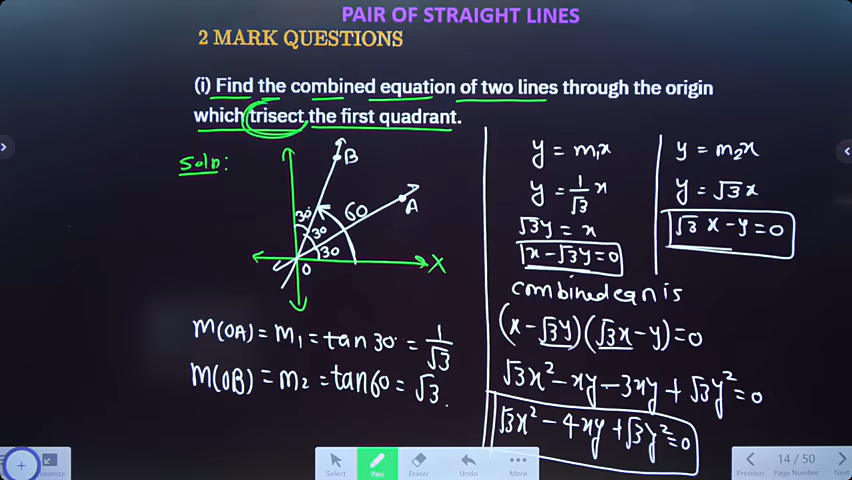 PAIR OF STRAIGHT LINES
2 MARK QUESTIONS
(i) Find the combined equation of two lines through the origin
which trisect the first quadrant.
Soln:
B
A
30
60
30
30
O
X
m(OA) = m₁ = tan 30 = 1/√3
m(OB) = m₂ = tan 60 = √3.
y = m₁x
y = 1/√3 x
√3y = x
x - √3y = 0
y = m₂x
y = √3 x
√3 x - y = 0
combined eqn is
(x - √3y)(√3x - y) = 0
√3x² - xy - 3xy + √3y² = 0
√3x² - 4xy + √3y² = 0
Select
Pen
Eraser
Undo
More
14 / 50
Previous
Page Number
Next